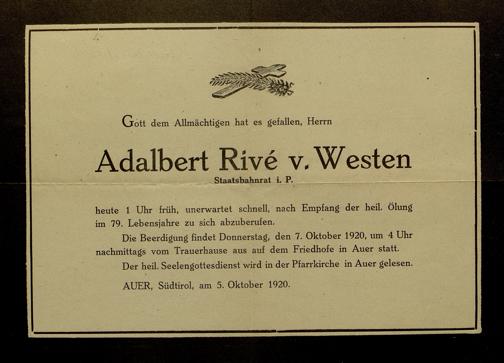 Gott dem Allmächtigen hat es gefallen, Herrn
Adalbert Rivé v. Westen
Staatsbahnrat i. P.
heute 1 Uhr früh, unerwartet schnell, nach Empfang der heil. Ölung
im 79. Lebensjahre zu sich abzuberufen.
Die Beerdigung findet Donnerstag, den 7. Oktober 1920, um 4 Uhr
nachmittags vom Trauerhause aus auf dem Friedhofe in Auer statt.
Der heil. Seelengottesdienst wird in der Pfarrkirche in Auer gelesen.
AUER, Südtirol, am 5. Oktober 1920.